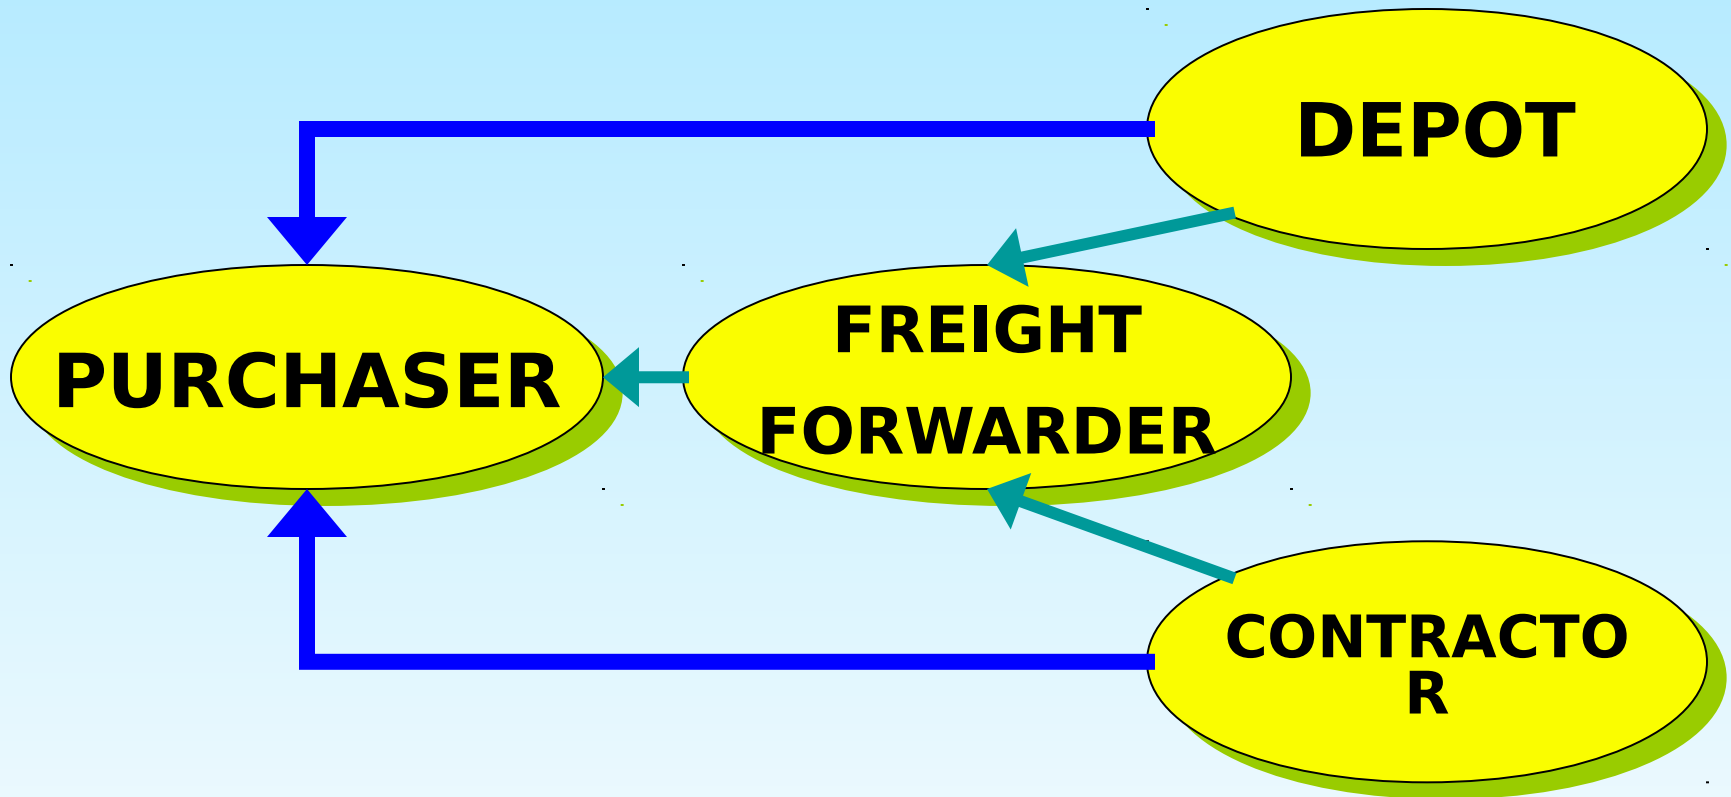 DEPOT
PURCHASER
FREIGHT
FORWARDER
CONTRACTO
R